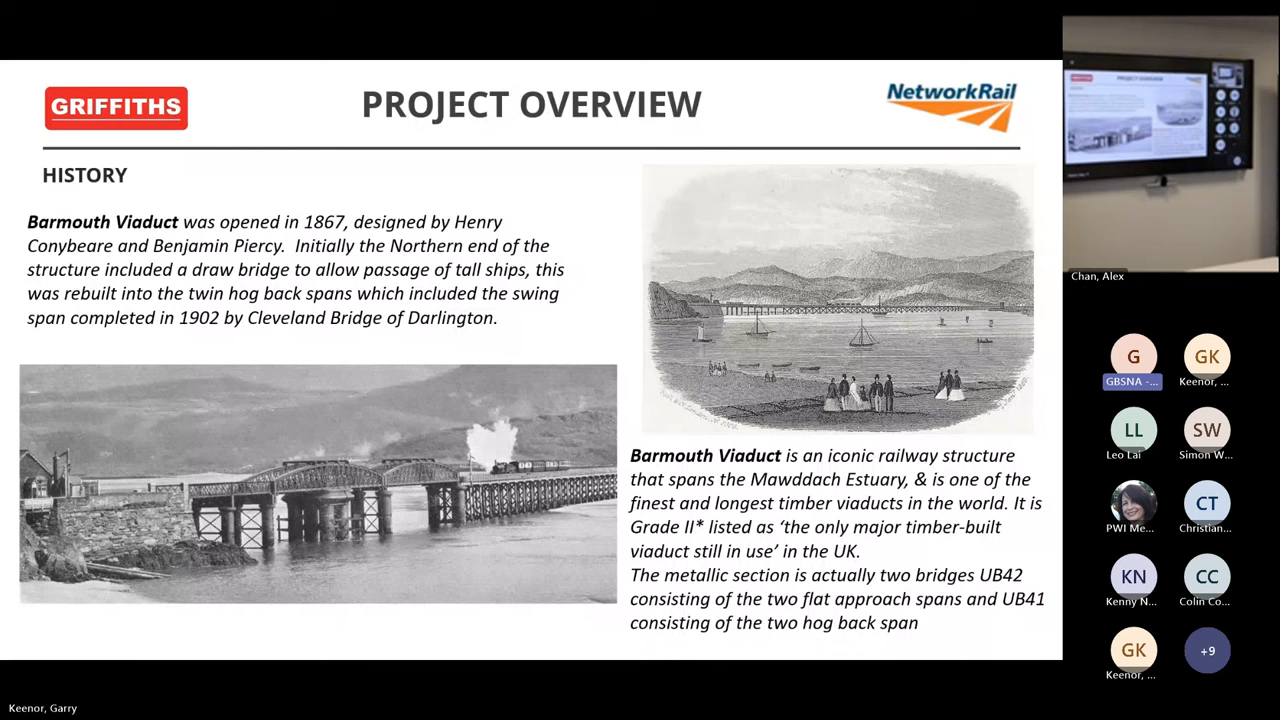 GRIFFITHS
PROJECT OVERVIEW
NetworkRail
HISTORY
Barmouth Viaduct was opened in 1867, designed by Henry
Conybeare and Benjamin Piercy. Initially the Northern end of the
structure included a draw bridge to allow passage of tall ships, this
was rebuilt into the twin hog back spans which included the swing
span completed in 1902 by Cleveland Bridge of Darlington.
Barmouth Viaduct is an iconic railway structure
that spans the Mawddach Estuary, & is one of the
finest and longest timber viaducts in the world. It is
Grade II* listed as ‘the only major timber-built
viaduct still in use’ in the UK.
The metallic section is actually two bridges UB42
consisting of the two flat approach spans and UB41
consisting of the two hog back span
Chan, Alex
G
GBSNA -...
GK
Keenor, ...
LL
Leo Lai
SW
Simon W...
PWI Me...
CT
Christian...
KN
Kenny N...
CC
Colin Co...
GK
Keenor, ...
+9
Keenor, Garry